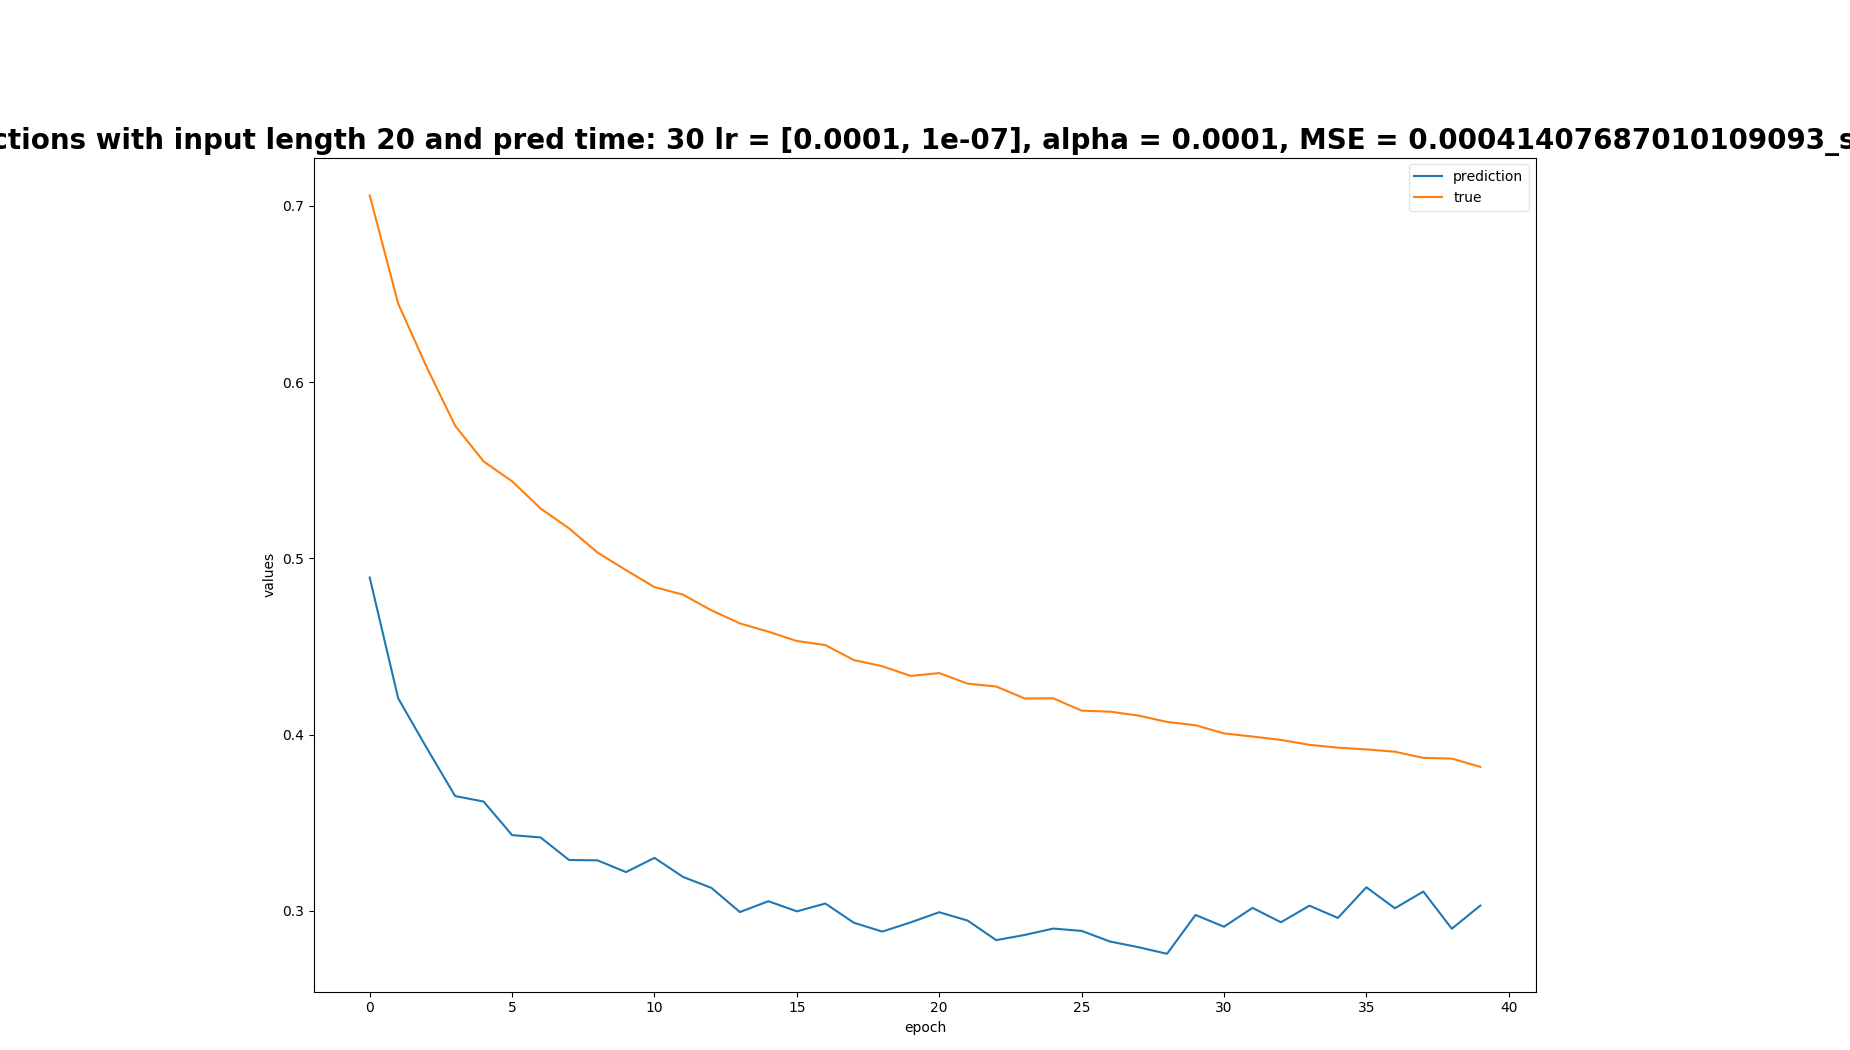 ctions with input length 20 and pred time: 30 lr = [0.0001, 1e-07], alpha = 0.0001, MSE = 0.00041407687010109093_s
prediction
true
0.7
0.6
0.5
0.4
0.3
values
0 5 10 15 20 25 30 35 40
epoch